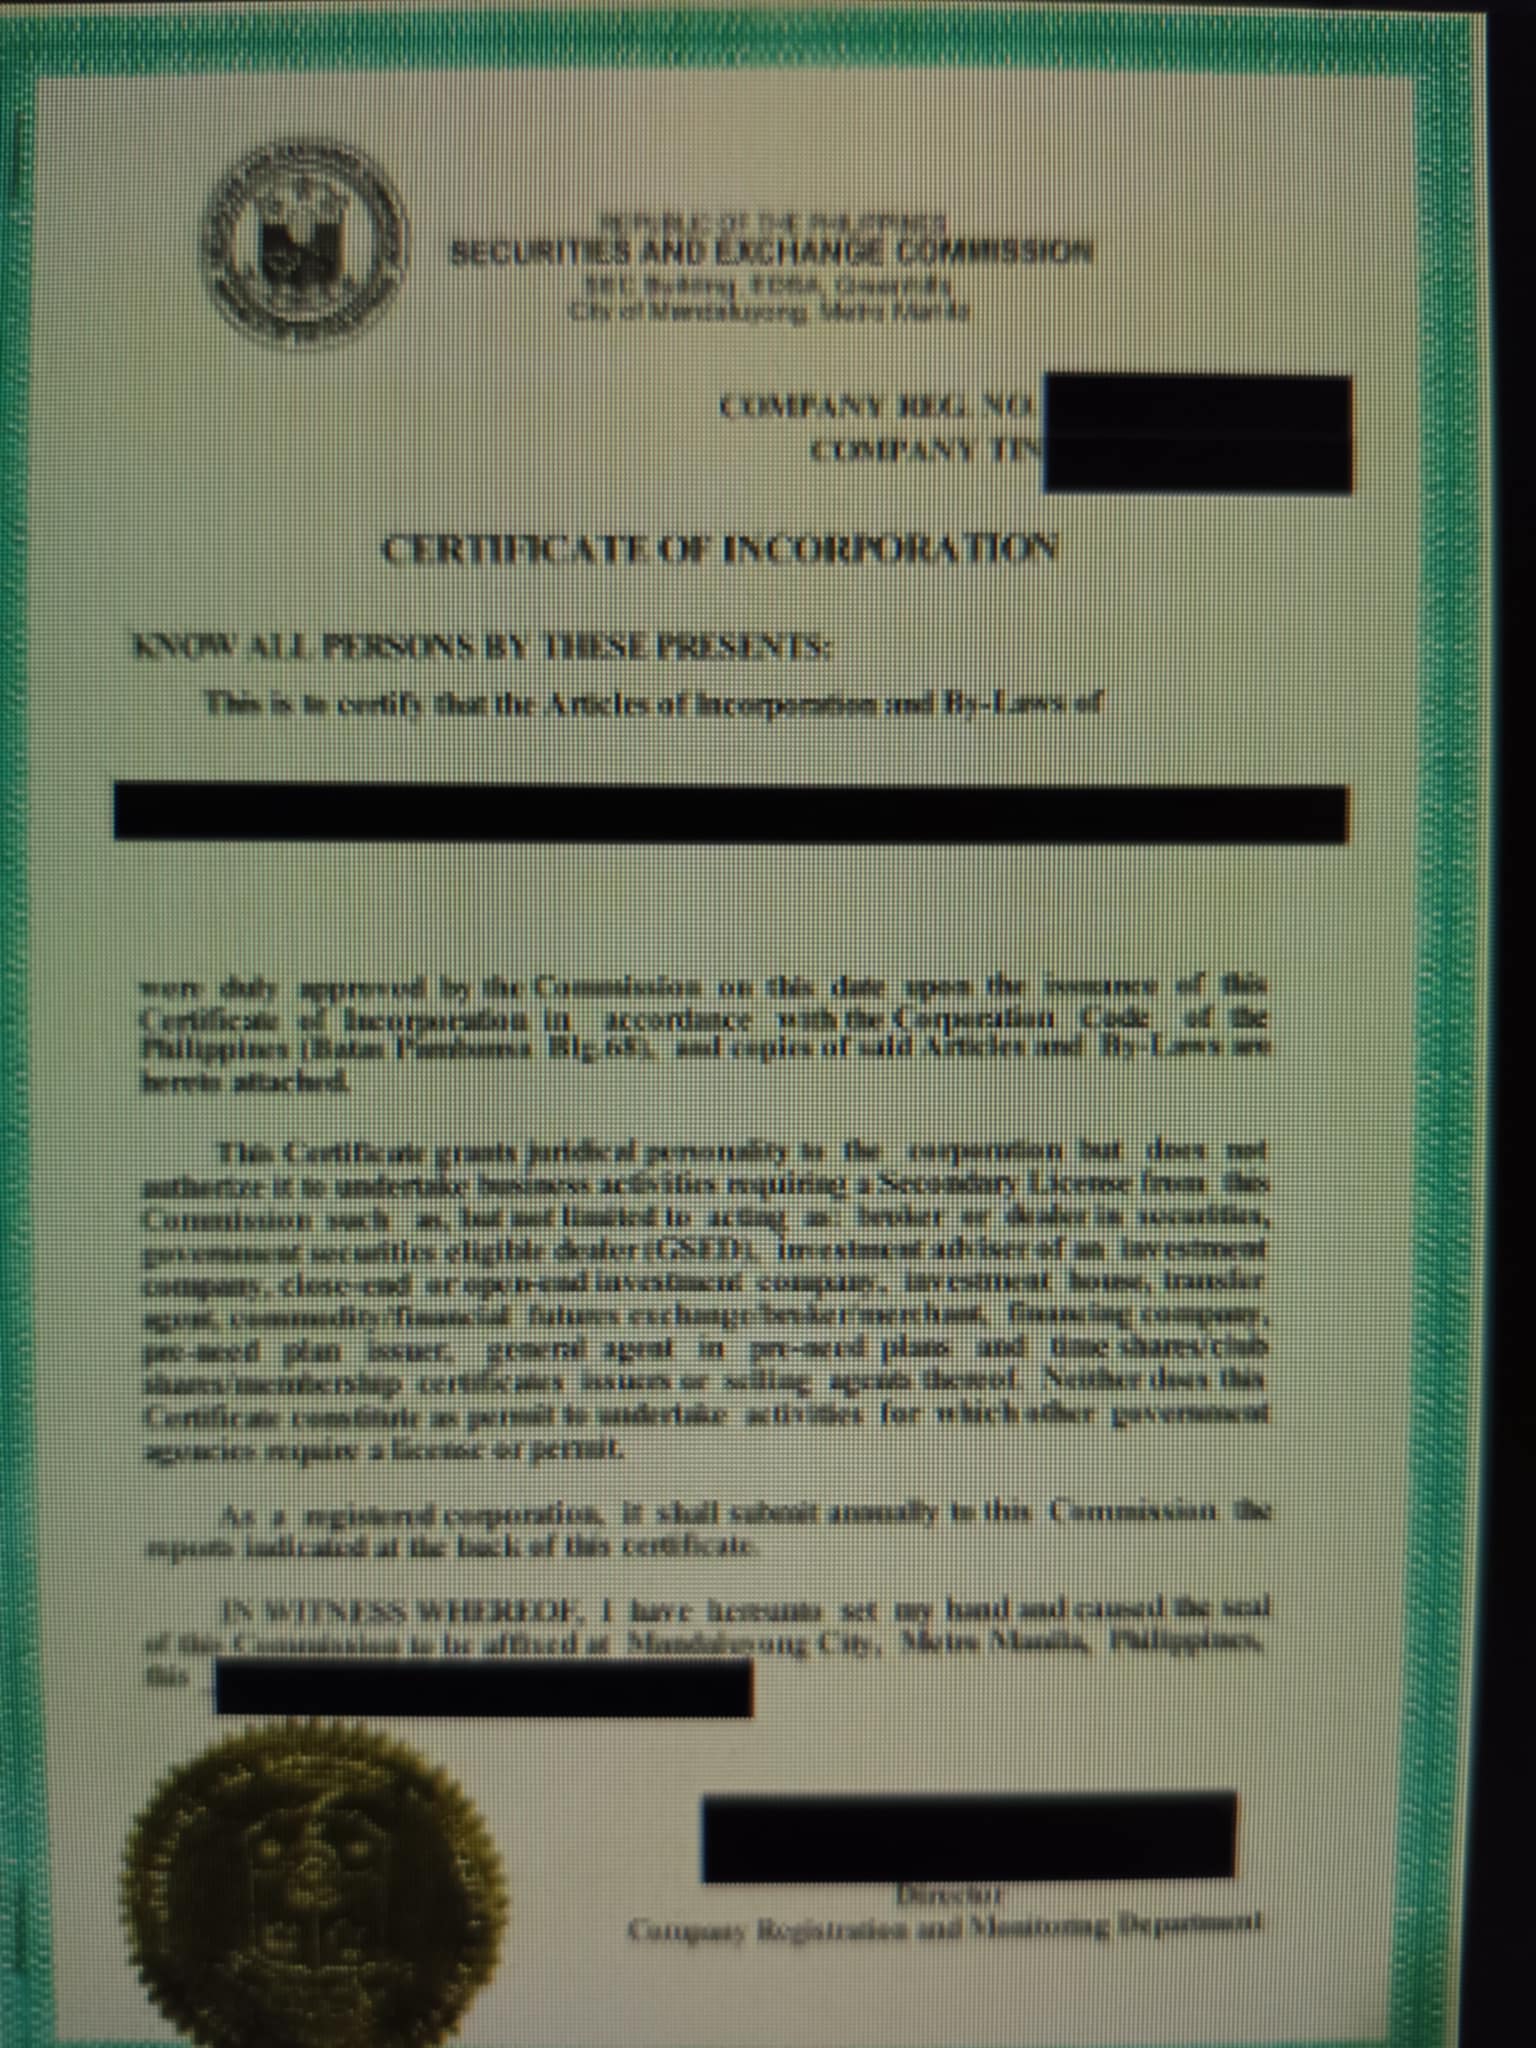 REPUBLIC OF THE PHILIPPINES
SECURITIES AND EXCHANGE COMMISSION
SEC Building, EDSA, Greenhills
City of Mandaluyong, Metro Manila
COMPANY REG. NO.
COMPANY TIN
CERTIFICATE OF INCORPORATION
KNOW ALL PERSONS BY THESE PRESENTS:
This is to certify that the Articles of Incorporation and By-Laws of
were duly approved by the Commission on this date upon the issuance of this
Certificate of Incorporation in accordance with the Corporation Code of the
Philippines (Batas Pambansa Blg.68), and copies of said Articles and By-Laws are
herein attached.
This Certificate grants juridical personality to the corporation but does not
authorize it to undertake business activities requiring a Secondary License from this
Commission such as, but not limited to acting as: broker or dealer in securities,
government securities eligible dealer (GSED), investment adviser of an investment
company, close-end or open-end investment company, investment house, transfer
agent, commodity/financial futures exchange/broker/merchant, financing company,
pre-need plan issuer, general agent in pre-need plans and time shares/club
shares/membership certificates issuers or selling agents thereof. Neither does this
Certificate constitute as permit to undertake activities for which other government
agencies require a license or permit.
As a registered corporation, it shall submit annually to this Commission the
reports indicated at the back of this certificate.
IN WITNESS WHEREOF, I have hereunto set my hand and caused the seal
of this Commission to be affixed at Mandaluyong City, Metro Manila, Philippines,
this
Director
Company Registration and Monitoring Department